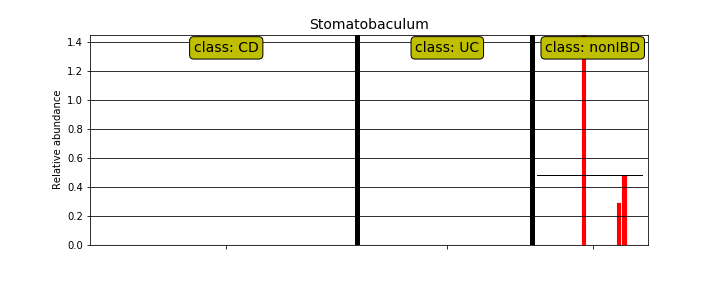 Stomatobaculum
class: CD
class: UC
class: nonIBD
Relative abundance
1.4
1.2
1.0
0.8
0.6
0.4
0.2
0.0